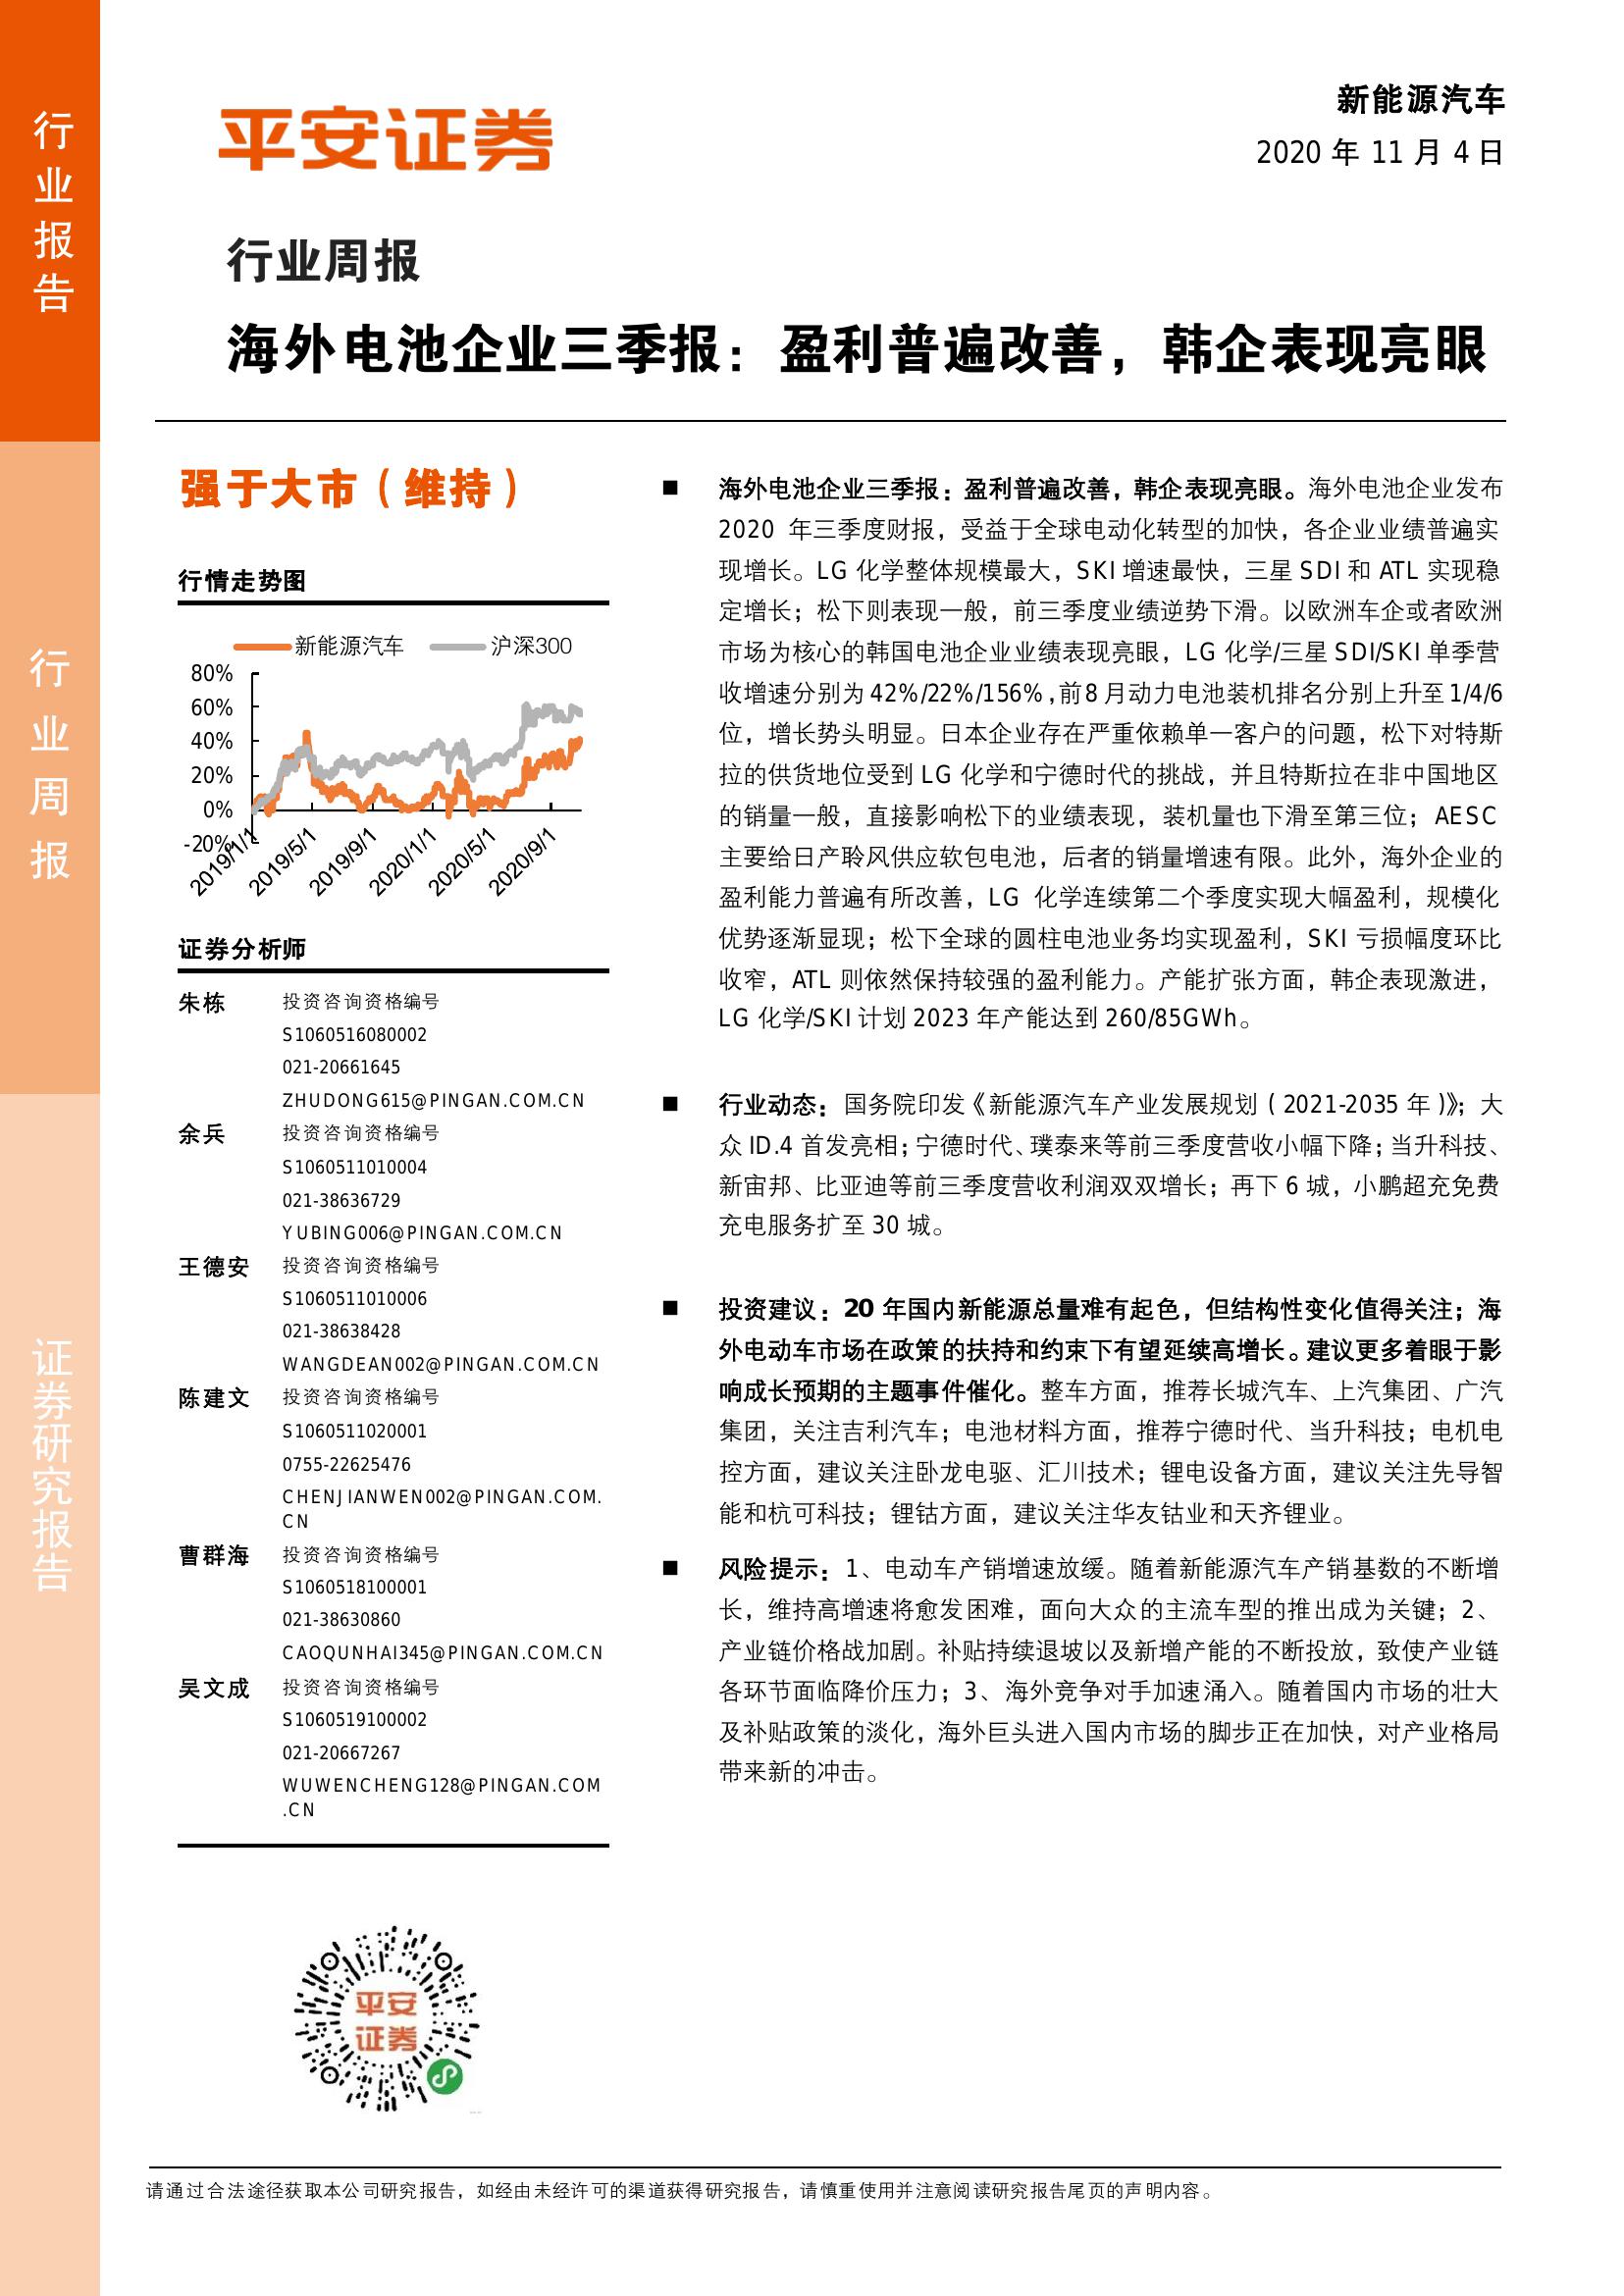 行业报告
行业周报
证券研究报告
平安证券
新能源汽车
2020 年 11 月 4 日
行业周报
海外电池企业三季报：盈利普遍改善，韩企表现亮眼
强于大市（维持）
行情走势图
新能源汽车 沪深300
80%
60%
40%
20%
0%
-20%
2019/1/1 2019/5/1 2019/9/1 2020/1/1 2020/5/1 2020/9/1
证券分析师
朱栋 投资咨询资格编号
S1060516080002
021-20661645
ZHUDONG615@PINGAN.COM.CN
余兵 投资咨询资格编号
S1060511010004
021-38636729
YUBING006@PINGAN.COM.CN
王德安 投资咨询资格编号
S1060511010006
021-38638428
WANGDEAN002@PINGAN.COM.CN
陈建文 投资咨询资格编号
S1060511020001
0755-22625476
CHENJIANWEN002@PINGAN.COM.
CN
曹群海 投资咨询资格编号
S1060518100001
021-38630860
CAOQUNHAI345@PINGAN.COM.CN
吴文成 投资咨询资格编号
S1060519100002
021-20667267
WUWENCHENG128@PINGAN.COM
.CN
平安
证券
■ 海外电池企业三季报：盈利普遍改善，韩企表现亮眼。海外电池企业发布
2020 年三季度财报，受益于全球电动化转型的加快，各企业业绩普遍实
现增长。LG 化学整体规模最大，SKI 增速最快，三星 SDI 和 ATL 实现稳
定增长；松下则表现一般，前三季度业绩逆势下滑。以欧洲车企或者欧洲
市场为核心的韩国电池企业业绩表现亮眼，LG 化学/三星 SDI/SKI 单季营
收增速分别为 42%/22%/156%，前 8 月动力电池装机排名分别上升至 1/4/6
位，增长势头明显。日本企业存在严重依赖单一客户的问题，松下对特斯
拉的供货地位受到 LG 化学和宁德时代的挑战，并且特斯拉在非中国地区
的销量一般，直接影响松下的业绩表现，装机量也下滑至第三位；AESC
主要给日产聆风供应软包电池，后者的销量增速有限。此外，海外企业的
盈利能力普遍有所改善，LG 化学连续第二个季度实现大幅盈利，规模化
优势逐渐显现；松下全球的圆柱电池业务均实现盈利，SKI 亏损幅度环比
收窄，ATL 则依然保持较强的盈利能力。产能扩张方面，韩企表现激进，
LG 化学/SKI 计划 2023 年产能达到 260/85GWh。
■ 行业动态：国务院印发《新能源汽车产业发展规划（2021-2035 年）》；大
众 ID.4 首发亮相；宁德时代、璞泰来等前三季度营收小幅下降；当升科技、
新宙邦、比亚迪等前三季度营收利润双双增长；再下 6 城，小鹏超充免费
充电服务扩至 30 城。
■ 投资建议：20 年国内新能源总量难有起色，但结构性变化值得关注；海
外电动车市场在政策的扶持和约束下有望延续高增长。建议更多着眼于影
响成长预期的主题事件催化。整车方面，推荐长城汽车、上汽集团、广汽
集团，关注吉利汽车；电池材料方面，推荐宁德时代、当升科技；电机电
控方面，建议关注卧龙电驱、汇川技术；锂电设备方面，建议关注先导智
能和杭可科技；锂钴方面，建议关注华友钴业和天齐锂业。
■ 风险提示：1、电动车产销增速放缓。随着新能源汽车产销基数的不断增
长，维持高增速将愈发困难，面向大众的主流车型的推出成为关键；2、
产业链价格战加剧。补贴持续退坡以及新增产能的不断投放，致使产业链
各环节面临降价压力；3、海外竞争对手加速涌入。随着国内市场的壮大
及补贴政策的淡化，海外巨头进入国内市场的脚步正在加快，对产业格局
带来新的冲击。
请通过合法途径获取本公司研究报告，如经由未经许可的渠道获得研究报告，请慎重使用并注意阅读研究报告尾页的声明内容。